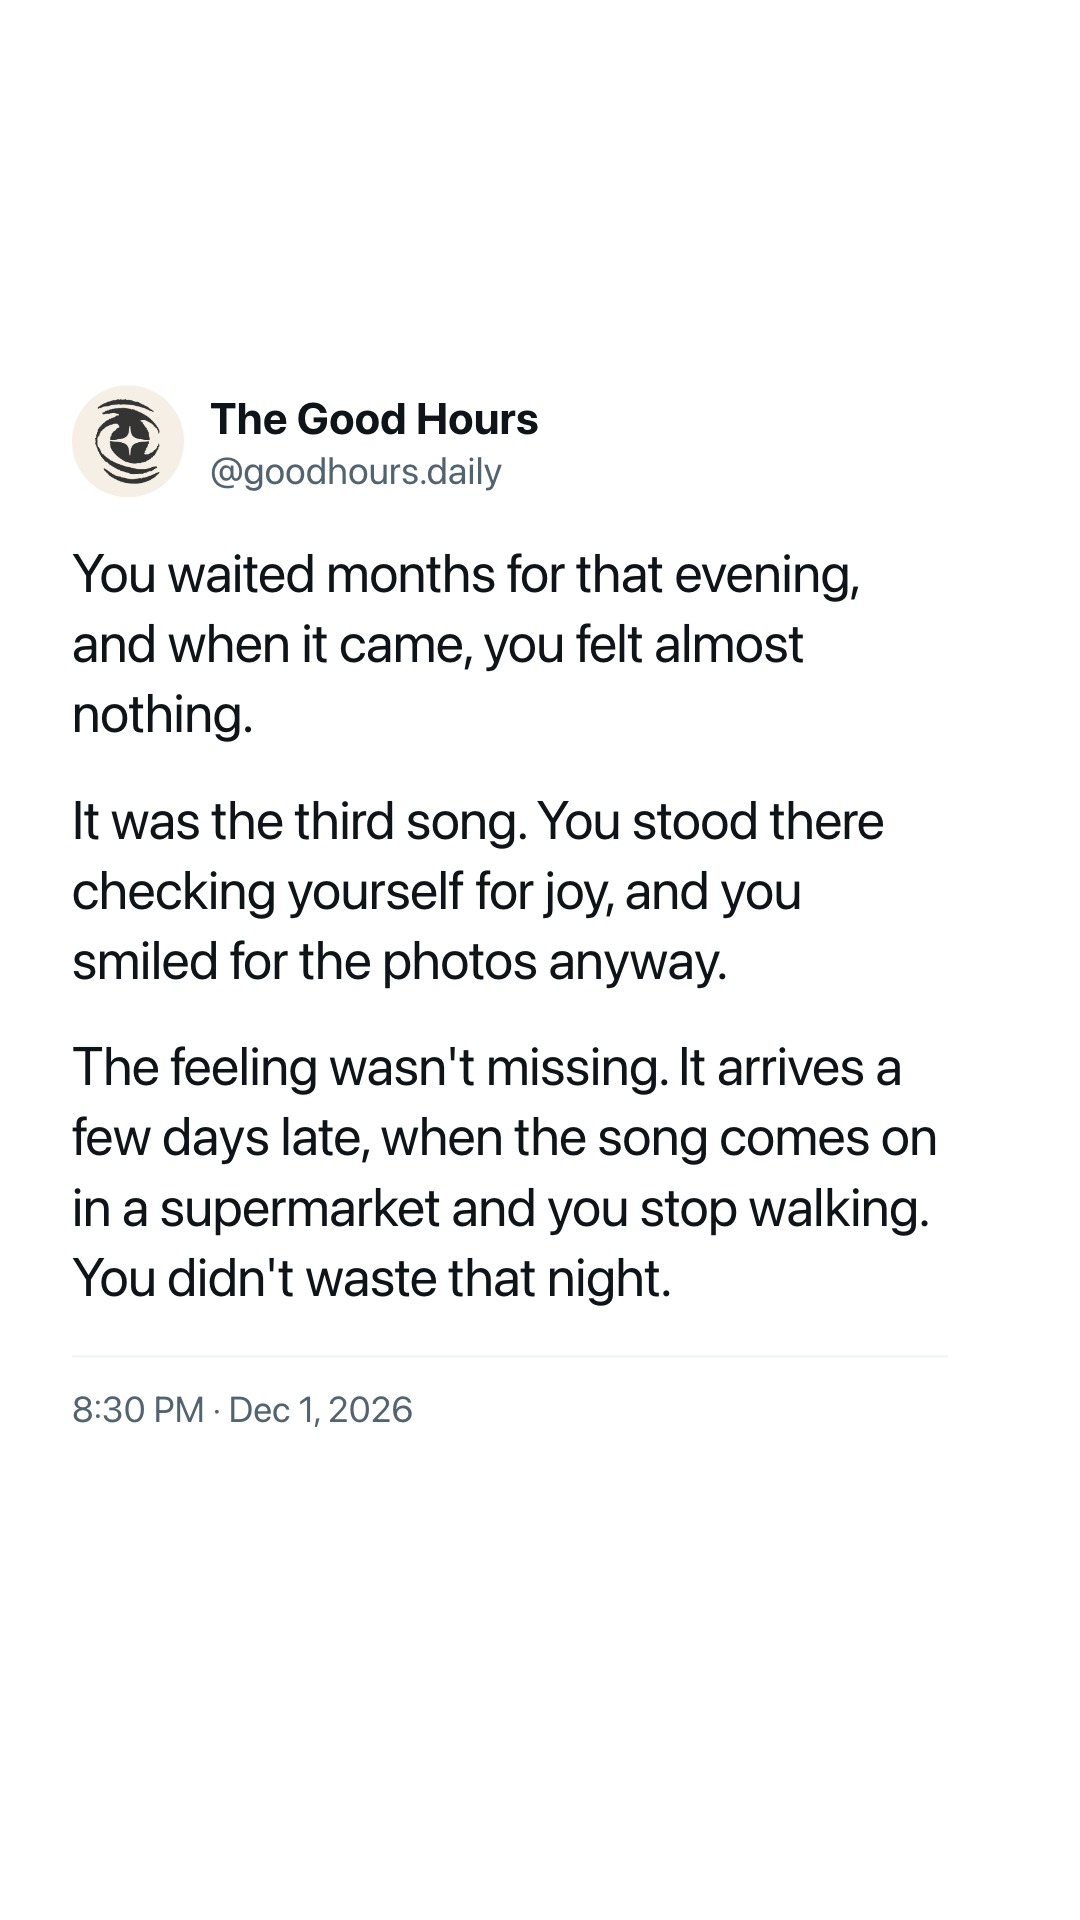 The Good Hours
@goodhours.daily
You waited months for that evening,
and when it came, you felt almost
nothing.
It was the third song. You stood there
checking yourself for joy, and you
smiled for the photos anyway.
The feeling wasn't missing. It arrives a
few days late, when the song comes on
in a supermarket and you stop walking.
You didn't waste that night.
8:30 PM · Dec 1, 2026